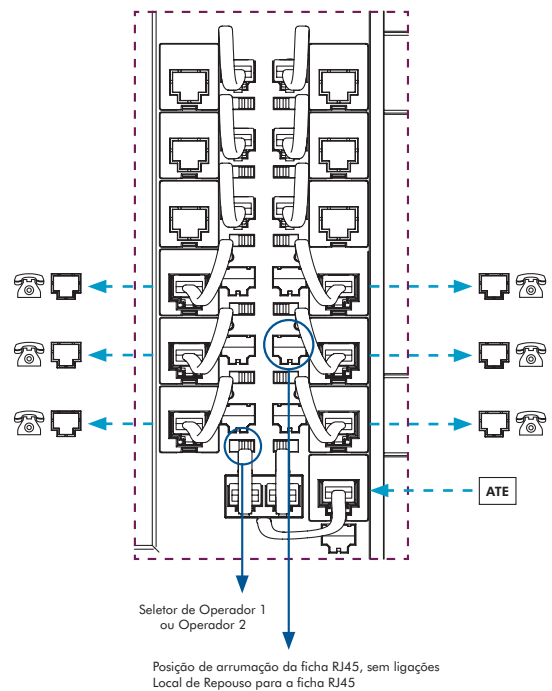 ATE
Seletor de Operador 1
ou Operador 2
Posição de arrumação da ficha RJ45, sem ligações
Local de Repouso para a ficha RJ45